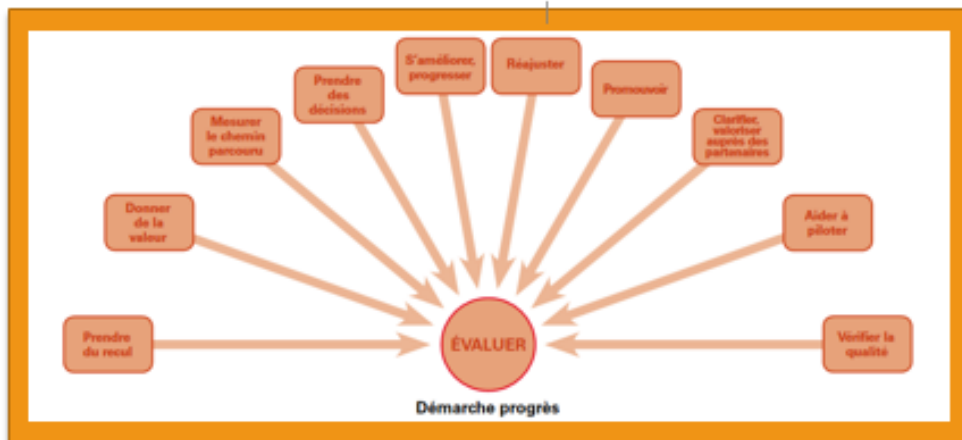 S'améliorer,
progresser
Réajuster
Prendre
des
décisions
Promouvoir
Mesurer
le chemin
parcouru
Clarifier,
valoriser
auprès des
partenaires
Donner
de la
valeur
Aider à
piloter
Prendre
du recul
ÉVALUER
Vérifier la
qualité
Démarche progrès